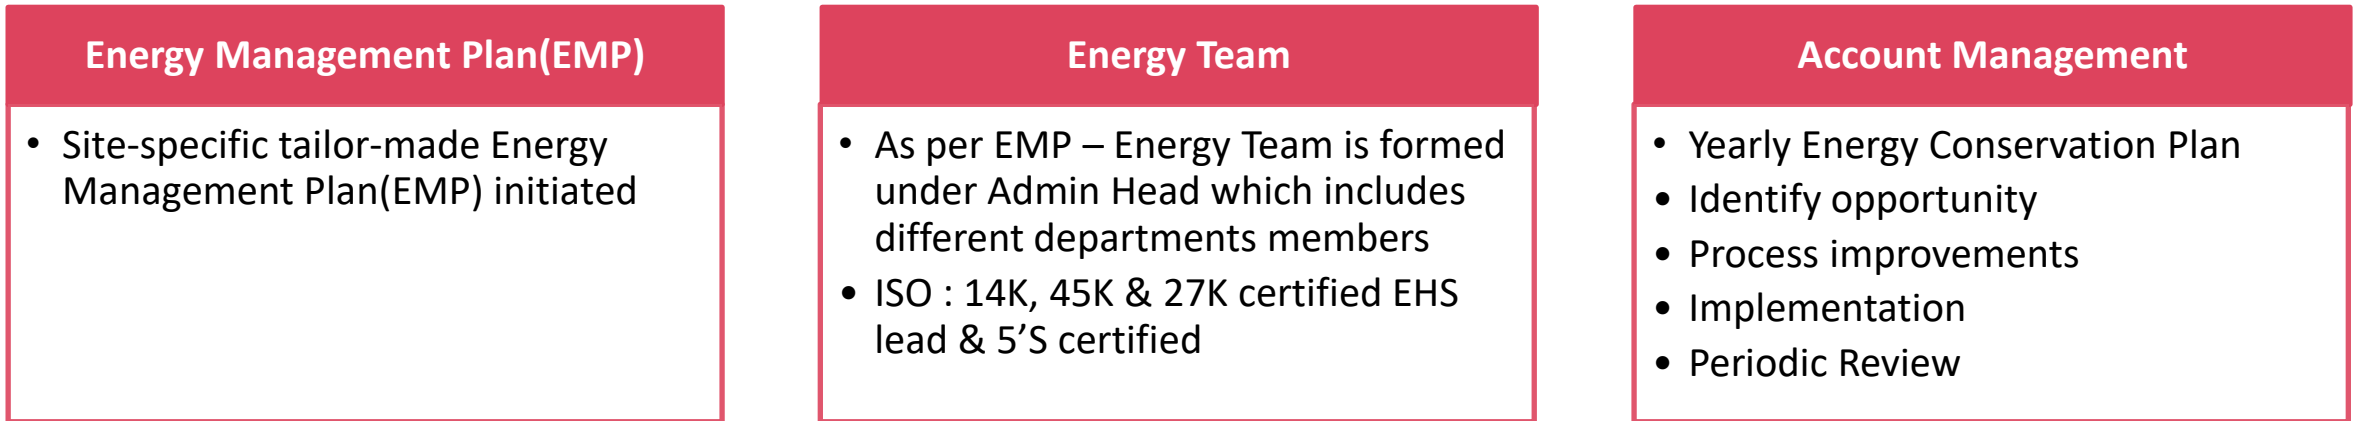 Energy Management Plan(EMP)
• Site-specific tailor-made Energy
Management Plan(EMP) initiated
Energy Team
• As per EMP – Energy Team is formed
under Admin Head which includes
different departments members
• ISO : 14K, 45K & 27K certified EHS
lead & 5’S certified
Account Management
• Yearly Energy Conservation Plan
• Identify opportunity
• Process improvements
• Implementation
• Periodic Review